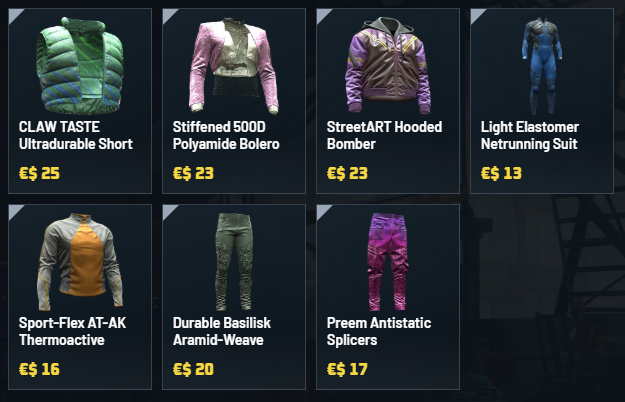 CLAW TASTE
Ultradurable Short
€$ 25
Stiffened 500D
Polyamide Bolero
€$ 23
StreetART Hooded
Bomber
€$ 23
Light Elastomer
Netrunning Suit
€$ 13
Sport-Flex AT-AK
Thermoactive
€$ 16
Durable Basilisk
Aramid-Weave
€$ 20
Preem Antistatic
Splicers
€$ 17